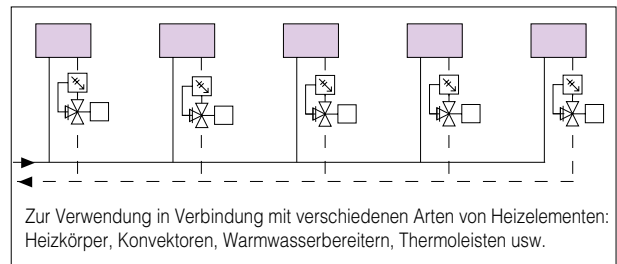 Zur Verwendung in Verbindung mit verschiedenen Arten von Heizelementen:
Heizkörper, Konvektoren, Warmwasserbereitern, Thermoleisten usw.